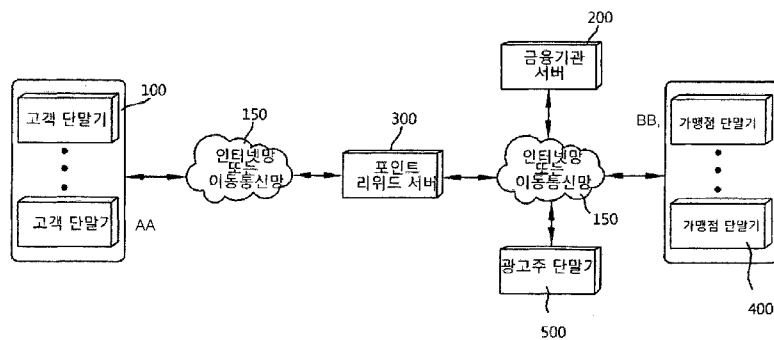 200
금융기관
서버
100
고객 단말기
고객 단말기
AA
150
인터넷망
또는
이동통신망
300
포인트
리워드 서버
인터넷망
또는
이동통신망
150
BB,
가맹점 단말기
가맹점 단말기
400
광고주 단말기
500